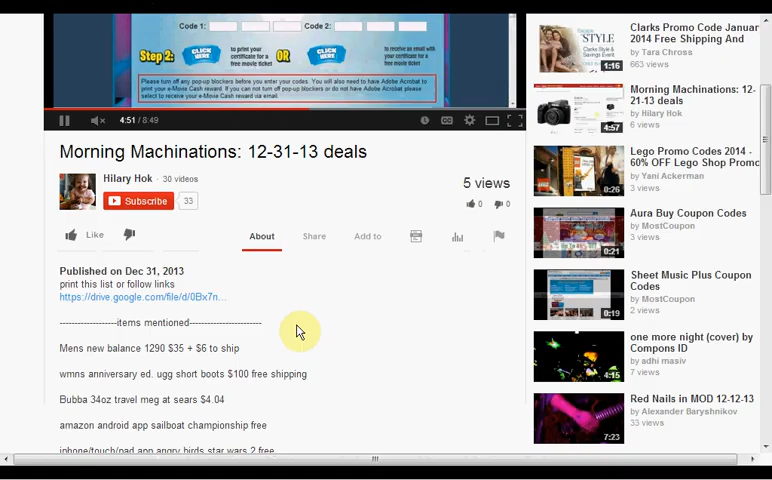 Code 1:
Code 2:
Step 2:
CLICK HERE
to print your
certificate for a
free movie ticket
OR
CLICK HERE
to receive an email with
your certificate for a
free movie ticket
Please turn off any pop-up blockers before you enter your codes. You will also need to have Adobe Acrobat to
print your e-Movie Cash reward. If you can not turn off pop-up blockers or do not have Adobe Acrobat please
select to receive your e-Movie Cash reward via email.
4:51 / 8:49
Morning Machinations: 12-31-13 deals
Hilary Hok · 30 videos
Subscribe 33
5 views
0 0
Like
About
Share
Add to
Published on Dec 31, 2013
print this list or follow links
https://drive.google.com/file/d/0Bx7n...
--------------------items mentioned-------------------------
Mens new balance 1290 $35 + $6 to ship
wmns anniversary ed. ugg short boots $100 free shipping
Bubba 34oz travel meg at sears $4.04
amazon android app sailboat championship free
iphone/touch/pad app angry birds star wars 2 free
STYLE
1:16
Clarks Promo Code Januar
2014 Free Shipping And
by Tara Chross
663 views
4:57
Morning Machinations: 12-
21-13 deals
by Hilary Hok
6 views
0:26
Lego Promo Codes 2014 -
60% OFF Lego Shop Promo
by Yani Ackerman
3 views
0:21
Aura Buy Coupon Codes
by MostCoupon
3 views
0:19
Sheet Music Plus Coupon
Codes
by MostCoupon
2 views
4:15
one more night (cover) by
Compons ID
by adhi masiv
7 views
7:23
Red Nails in MOD 12-12-13
by Alexander Baryshnikov
33 views